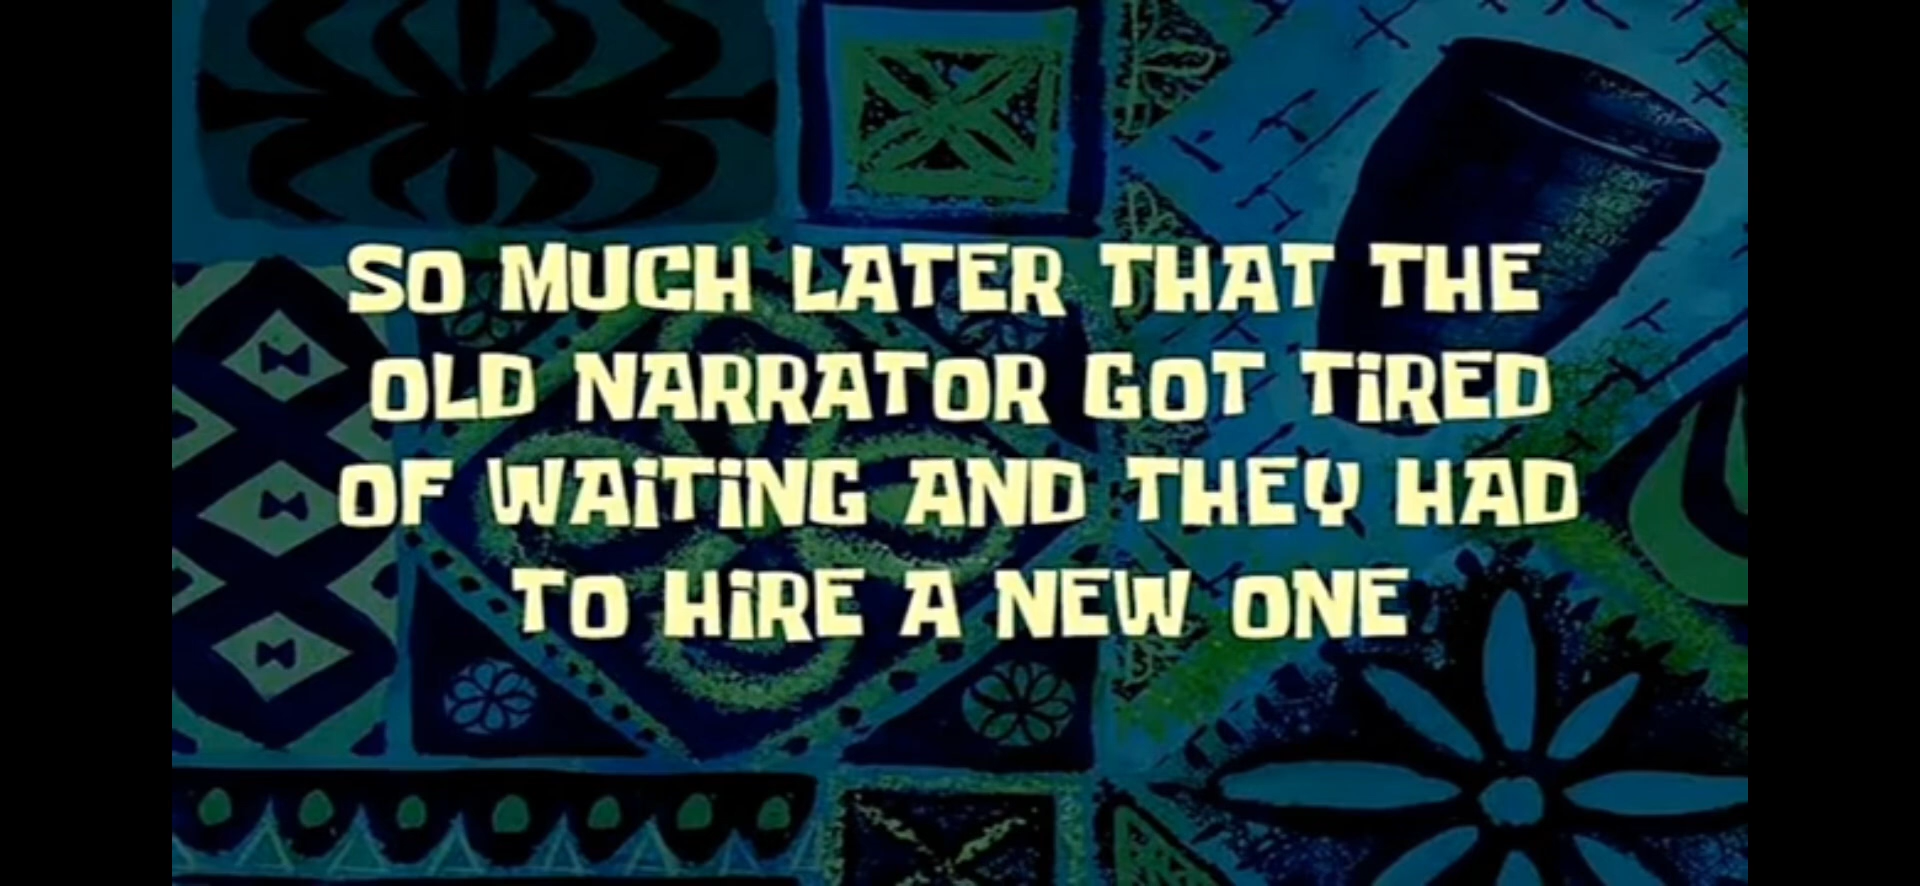 SO MUCH LATER THAT THE
OLD NARRATOR GOT TiRED
OF WAiTiNG AND THEY HAD
TO HiRE A NEW ONE